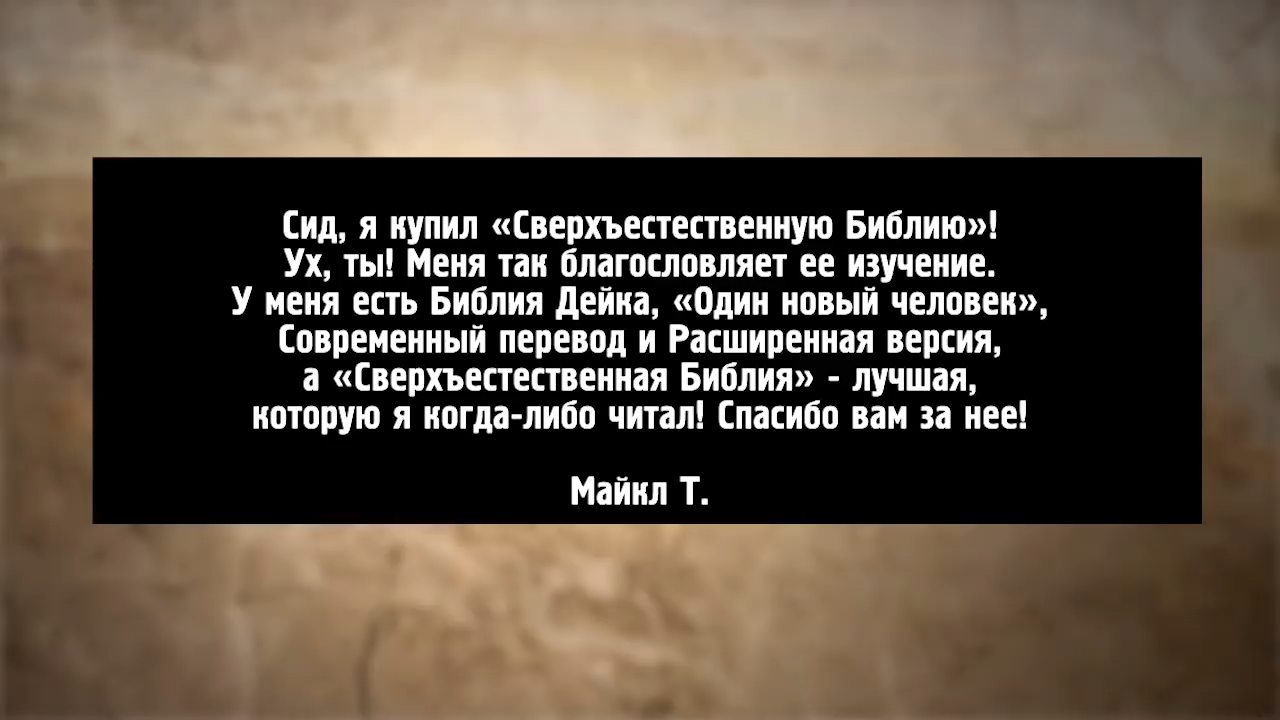 Сид, я купил «Сверхъестественную Библию»!
Ух, ты! Меня так благословляет ее изучение.
У меня есть Библия Дейка, «Один новый человек»,
Современный перевод и Расширенная версия,
а «Сверхъестественная Библия» - лучшая,
которую я когда-либо читал! Спасибо вам за нее!
Майкл Т.